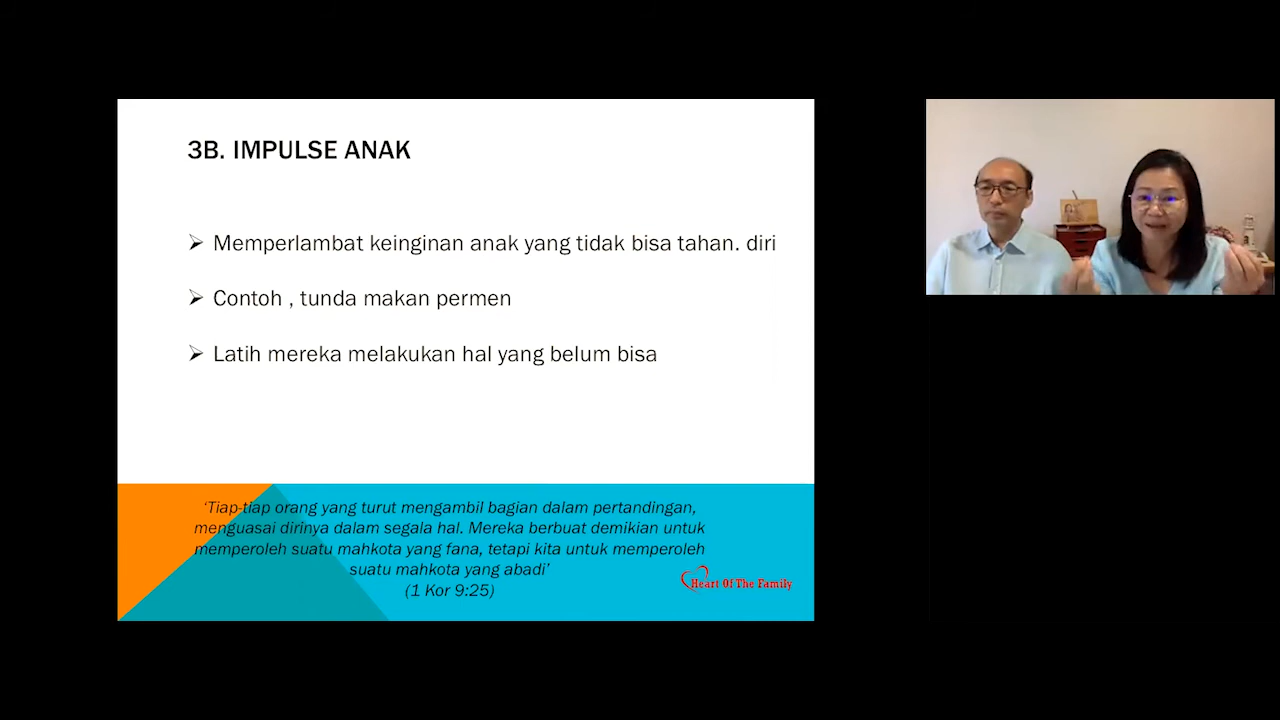 3B. IMPULSE ANAK
Memperlambat keinginan anak yang tidak bisa tahan. diri
Contoh , tunda makan permen
Latih mereka melakukan hal yang belum bisa
‘Tiap-tiap orang yang turut mengambil bagian dalam pertandingan,
menguasai dirinya dalam segala hal. Mereka berbuat demikian untuk
memperoleh suatu mahkota yang fana, tetapi kita untuk memperoleh
suatu mahkota yang abadi’
(1 Kor 9:25)
Heart Of The Family